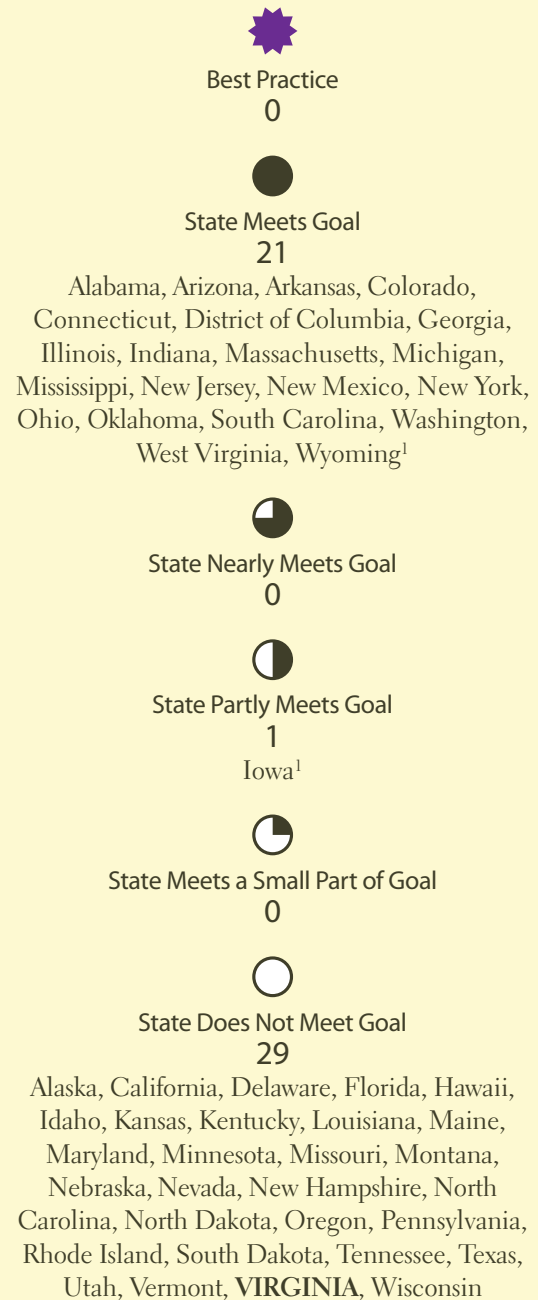 Best Practice
0
State Meets Goal
21
Alabama, Arizona, Arkansas, Colorado,
Connecticut, District of Columbia, Georgia,
Illinois, Indiana, Massachusetts, Michigan,
Mississippi, New Jersey, New Mexico, New York,
Ohio, Oklahoma, South Carolina, Washington,
West Virginia, Wyoming¹
State Nearly Meets Goal
0
State Partly Meets Goal
1
Iowa¹
State Meets a Small Part of Goal
0
State Does Not Meet Goal
29
Alaska, California, Delaware, Florida, Hawaii,
Idaho, Kansas, Kentucky, Louisiana, Maine,
Maryland, Minnesota, Missouri, Montana,
Nebraska, Nevada, New Hampshire, North
Carolina, North Dakota, Oregon, Pennsylvania,
Rhode Island, South Dakota, Tennessee, Texas,
Utah, Vermont, VIRGINIA, Wisconsin